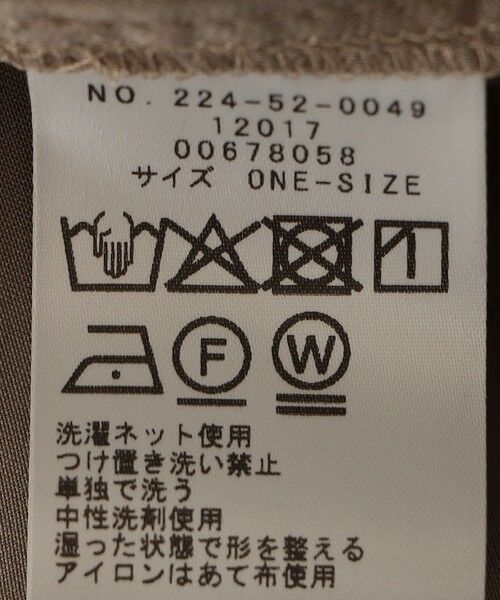 NO. 224-52-0049
12017
00678058
サイズ ONE-SIZE
F W
洗濯ネット使用
つけ置き洗い禁止
単独で洗う
中性洗剤使用
湿った状態で形を整える
アイロンはあて布使用